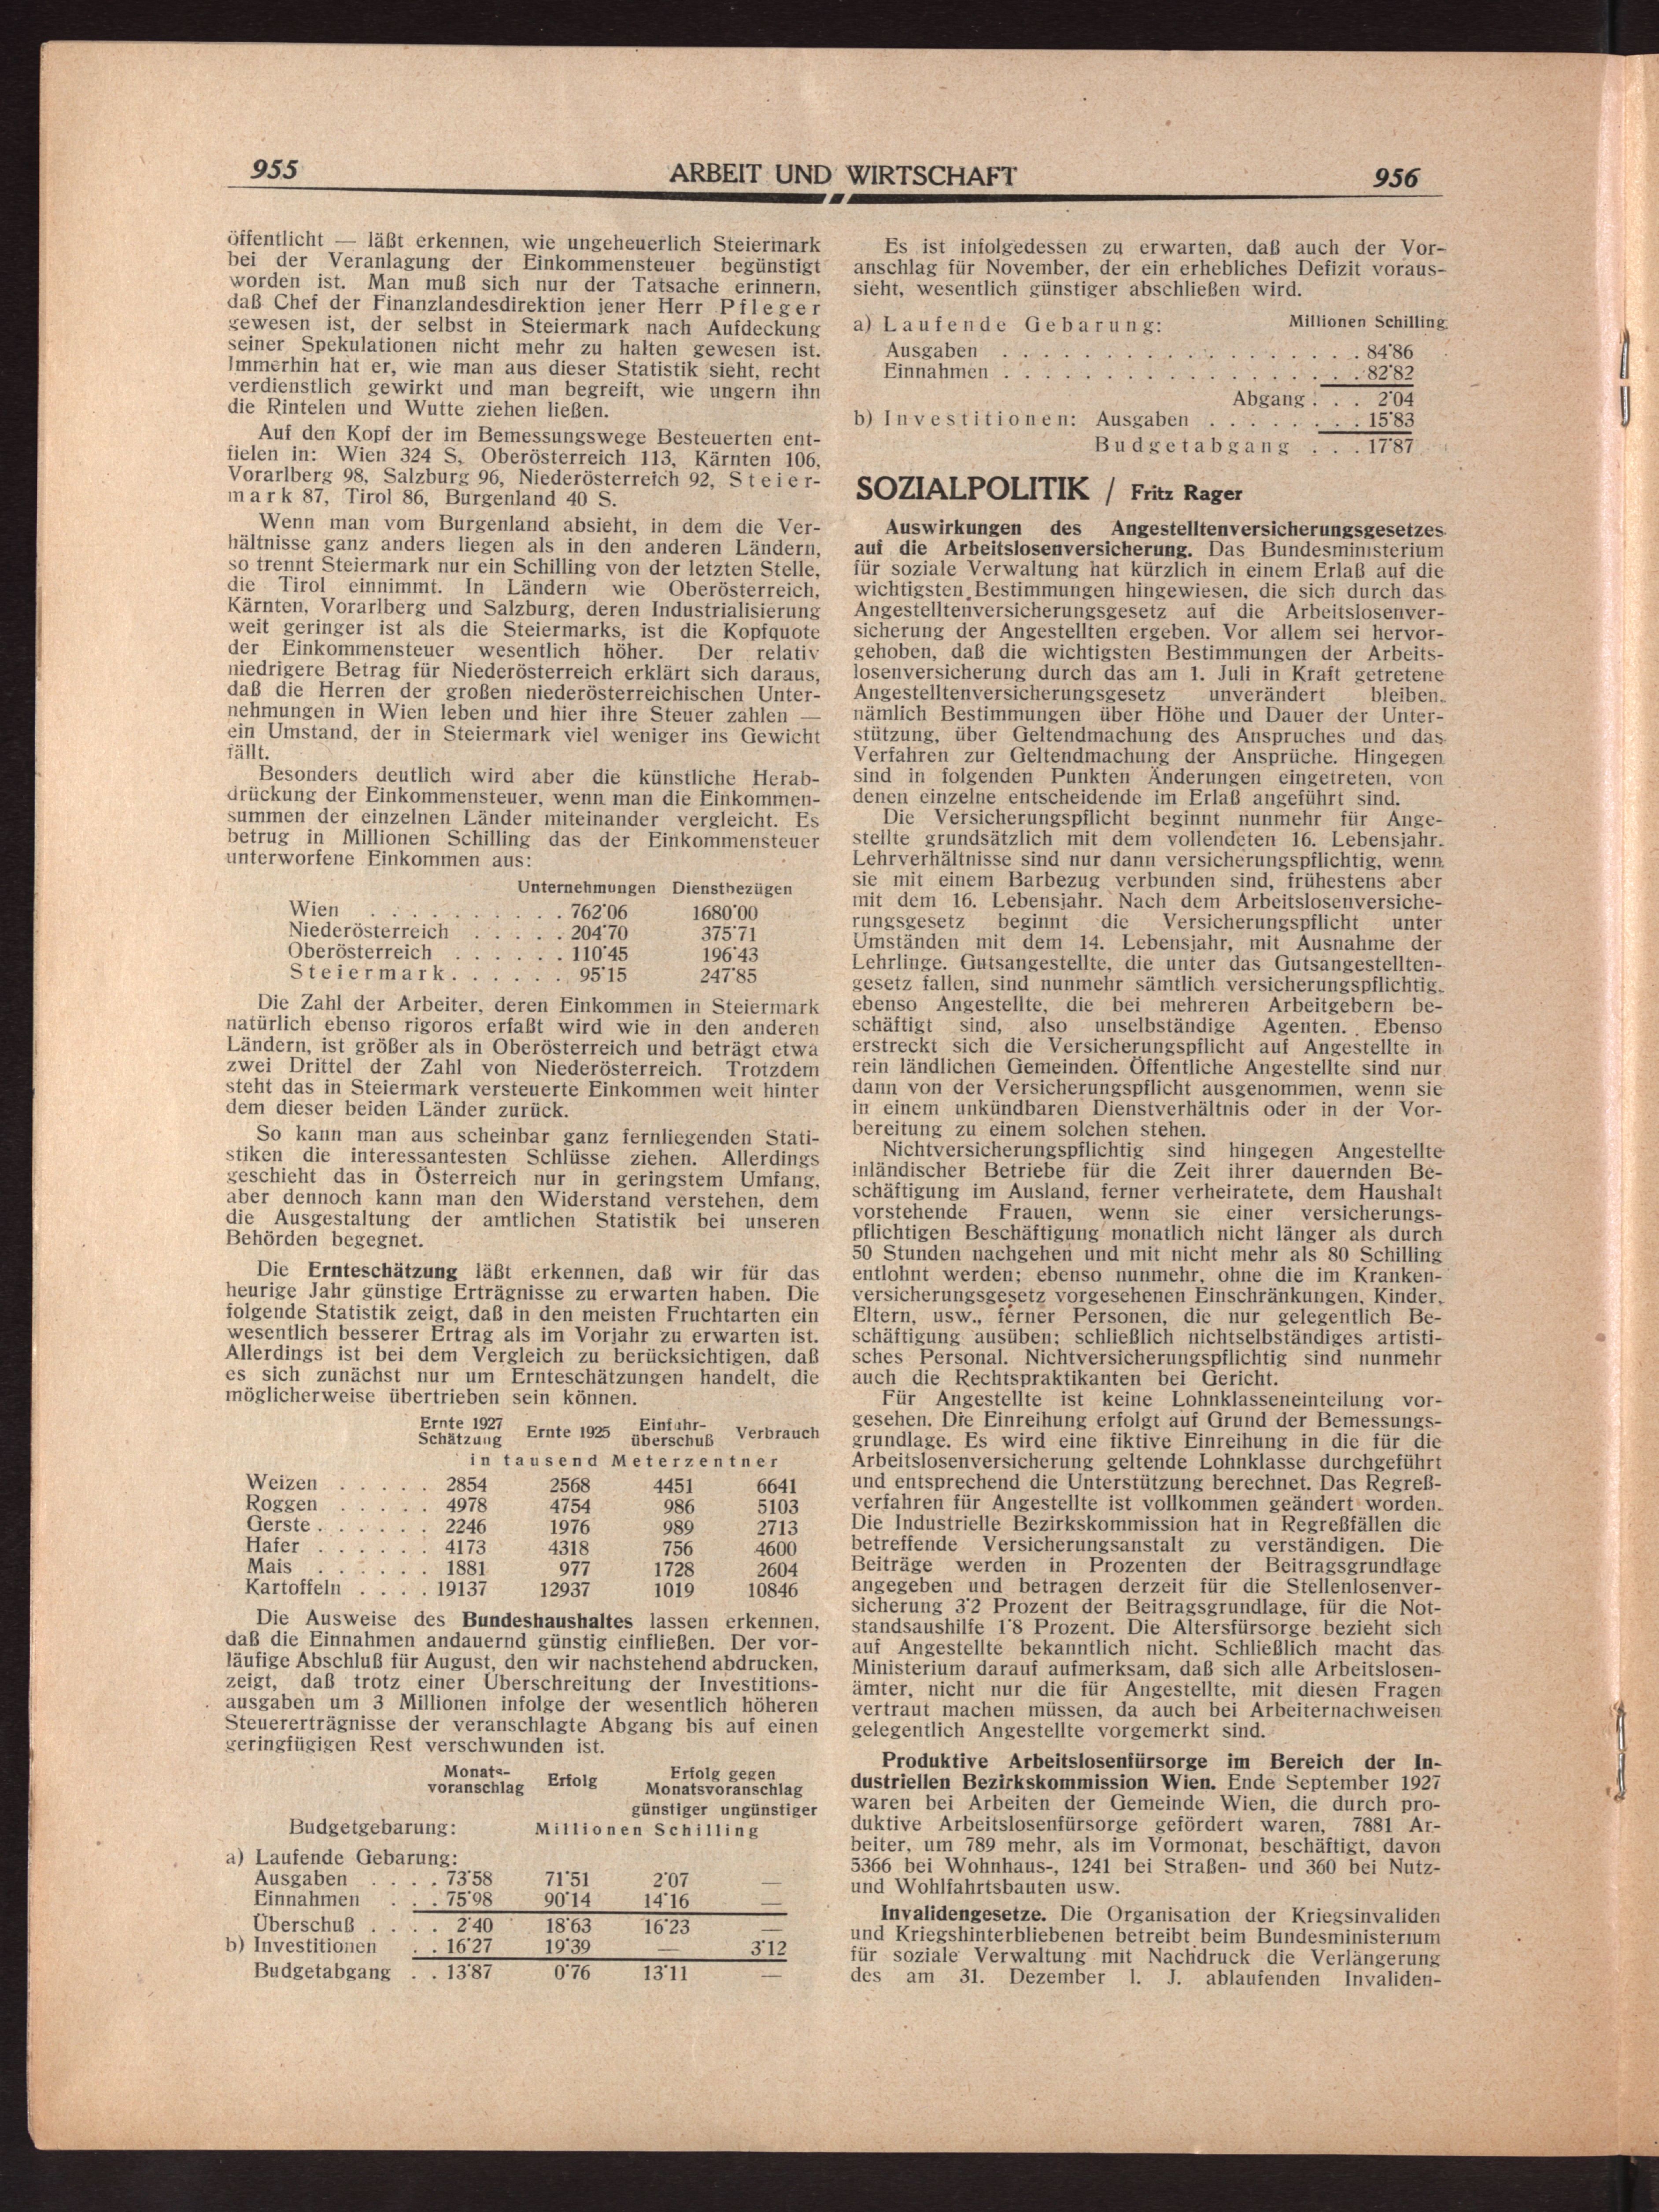 955
ARBEIT UND WIRTSCHAFT
956
öffentlicht — läßt erkennen, wie ungeheuerlich Steiermark
bei der Veranlagung der Einkommensteuer begünstigt
worden ist. Man muß sich nur der Tatsache erinnern,
daß Chef der Finanzlandesdirektion jener Herr Pfleger
gewesen ist, der selbst in Steiermark nach Aufdeckung
seiner Spekulationen nicht mehr zu halten gewesen ist.
Immerhin hat er, wie man aus dieser Statistik sieht, recht
verdienstlich gewirkt und man begreift, wie ungern ihn
die Rintelen und Wutte ziehen ließen.
Auf den Kopf der im Bemessungswege Besteuerten ent-
fielen in: Wien 324 S, Oberösterreich 113, Kärnten 106,
Vorarlberg 98, Salzburg 96, Niederösterreich 92, Steier-
mark 87, Tirol 86, Burgenland 40 S.
Wenn man vom Burgenland absieht, in dem die Ver-
hältnisse ganz anders liegen als in den anderen Ländern,
so trennt Steiermark nur ein Schilling von der letzten Stelle,
die Tirol einnimmt. In Ländern wie Oberösterreich,
Kärnten, Vorarlberg und Salzburg, deren Industrialisierung
weit geringer ist als die Steiermarks, ist die Kopfquote
der Einkommensteuer wesentlich höher. Der relativ
niedrigere Betrag für Niederösterreich erklärt sich daraus,
daß die Herren der großen niederösterreichischen Unter-
nehmungen in Wien leben und hier ihre Steuer zahlen —
ein Umstand, der in Steiermark viel weniger ins Gewicht
fällt.
Besonders deutlich wird aber die künstliche Herab-
drückung der Einkommensteuer, wenn man die Einkommen-
summen der einzelnen Länder miteinander vergleicht. Es
betrug in Millionen Schilling das der Einkommensteuer
unterworfene Einkommen aus:
Unternehmungen Dienstbezügen
Wien . . . . . . . . . . 762·06 1680·00
Niederösterreich . . . . . 204·70 375·71
Oberösterreich . . . . . . 110·45 196·43
Steiermark. . . . . . 95·15 247·85
Die Zahl der Arbeiter, deren Einkommen in Steiermark
natürlich ebenso rigoros erfaßt wird wie in den anderen
Ländern, ist größer als in Oberösterreich und beträgt etwa
zwei Drittel der Zahl von Niederösterreich. Trotzdem
steht das in Steiermark versteuerte Einkommen weit hinter
dem dieser beiden Länder zurück.
So kann man aus scheinbar ganz fernliegenden Stati-
stiken die interessantesten Schlüsse ziehen. Allerdings
geschieht das in Österreich nur in geringstem Umfang,
aber dennoch kann man den Widerstand verstehen, dem
die Ausgestaltung der amtlichen Statistik bei unseren
Behörden begegnet.
Die Ernteschätzung läßt erkennen, daß wir für das
heurige Jahr günstige Erträgnisse zu erwarten haben. Die
folgende Statistik zeigt, daß in den meisten Fruchtarten ein
wesentlich besserer Ertrag als im Vorjahr zu erwarten ist.
Allerdings ist bei dem Vergleich zu berücksichtigen, daß
es sich zunächst nur um Ernteschätzungen handelt, die
möglicherweise übertrieben sein können.
Ernte 1927 Schätzung Ernte 1925 Einfuhr-überschuß Verbrauch
in tausend Meterzentner
Weizen . . . . . 2854 2568 4451 6641
Roggen . . . . . 4978 4754 986 5103
Gerste . . . . . . 2246 1976 989 2713
Hafer . . . . . . 4173 4318 756 4600
Mais . . . . . . 1881 977 1728 2604
Kartoffeln . . . . 19137 12937 1019 10846
Die Ausweise des Bundeshaushaltes lassen erkennen,
daß die Einnahmen andauernd günstig einfließen. Der vor-
läufige Abschluß für August, den wir nachstehend abdrucken,
zeigt, daß trotz einer Überschreitung der Investitions-
ausgaben um 3 Millionen infolge der wesentlich höheren
Steuererträgnisse der veranschlagte Abgang bis auf einen
geringfügigen Rest verschwunden ist.
Monats-voranschlag Erfolg Erfolg gegen Monatsvoranschlag
günstiger ungünstiger
Budgetgebarung: Millionen Schilling
a) Laufende Gebarung:
Ausgaben . . . . 73·58 71·51 2·07 —
Einnahmen . . . 75·98 90·14 14·16 —
Überschuß . . . . 2·40 18·63 16·23 —
b) Investitionen . . 16·27 19·39 — 3·12
Budgetabgang . . 13·87 0·76 13·11 —
Es ist infolgedessen zu erwarten, daß auch der Vor-
anschlag für November, der ein erhebliches Defizit voraus-
sieht, wesentlich günstiger abschließen wird.
a) Laufende Gebarung: Millionen Schilling
Ausgaben . . . . . . . . . . . . . . . . . . 84·86
Einnahmen . . . . . . . . . . . . . . . . . . 82·82
Abgang . . . 2·04
b) Investitionen: Ausgaben . . . . . . . . 15·83
Budgetabgang . . . 17·87
SOZIALPOLITIK / Fritz Rager
Auswirkungen des Angestelltenversicherungsgesetzes
auf die Arbeitslosenversicherung. Das Bundesministerium
für soziale Verwaltung hat kürzlich in einem Erlaß auf die
wichtigsten Bestimmungen hingewiesen, die sich durch das
Angestelltenversicherungsgesetz auf die Arbeitslosenver-
sicherung der Angestellten ergeben. Vor allem sei hervor-
gehoben, daß die wichtigsten Bestimmungen der Arbeits-
losenversicherung durch das am 1. Juli in Kraft getretene
Angestelltenversicherungsgesetz unverändert bleiben,
nämlich Bestimmungen über Höhe und Dauer der Unter-
stützung, über Geltendmachung des Anspruches und das
Verfahren zur Geltendmachung der Ansprüche. Hingegen
sind in folgenden Punkten Änderungen eingetreten, von
denen einzelne entscheidende im Erlaß angeführt sind.
Die Versicherungspflicht beginnt nunmehr für Ange-
stellte grundsätzlich mit dem vollendeten 16. Lebensjahr.
Lehrverhältnisse sind nur dann versicherungspflichtig, wenn
sie mit einem Barbezug verbunden sind, frühestens aber
mit dem 16. Lebensjahr. Nach dem Arbeitslosenversiche-
rungsgesetz beginnt die Versicherungspflicht unter
Umständen mit dem 14. Lebensjahr, mit Ausnahme der
Lehrlinge. Gutsangestellte, die unter das Gutsangestellten-
gesetz fallen, sind nunmehr sämtlich versicherungspflichtig,
ebenso Angestellte, die bei mehreren Arbeitgebern be-
schäftigt sind, also unselbständige Agenten. Ebenso
erstreckt sich die Versicherungspflicht auf Angestellte in
rein ländlichen Gemeinden. Öffentliche Angestellte sind nur
dann von der Versicherungspflicht ausgenommen, wenn sie
in einem unkündbaren Dienstverhältnis oder in der Vor-
bereitung zu einem solchen stehen.
Nichtversicherungspflichtig sind hingegen Angestellte
inländischer Betriebe für die Zeit ihrer dauernden Be-
schäftigung im Ausland, ferner verheiratete, dem Haushalt
vorstehende Frauen, wenn sie einer versicherungs-
pflichtigen Beschäftigung monatlich nicht länger als durch
50 Stunden nachgehen und mit nicht mehr als 80 Schilling
entlohnt werden; ebenso nunmehr, ohne die im Kranken-
versicherungsgesetz vorgesehenen Einschränkungen, Kinder,
Eltern, usw., ferner Personen, die nur gelegentlich Be-
schäftigung ausüben; schließlich nichtselbständiges artisti-
sches Personal. Nichtversicherungspflichtig sind nunmehr
auch die Rechtspraktikanten bei Gericht.
Für Angestellte ist keine Lohnklasseneinteilung vor-
gesehen. Die Einreihung erfolgt auf Grund der Bemessungs-
grundlage. Es wird eine fiktive Einreihung in die für die
Arbeitslosenversicherung geltende Lohnklasse durchgeführt
und entsprechend die Unterstützung berechnet. Das Regreß-
verfahren für Angestellte ist vollkommen geändert worden.
Die Industrielle Bezirkskommission hat in Regreßfällen die
betreffende Versicherungsanstalt zu verständigen. Die
Beiträge werden in Prozenten der Beitragsgrundlage
angegeben und betragen derzeit für die Stellenlosenver-
sicherung 3·2 Prozent der Beitragsgrundlage, für die Not-
standsaushilfe 1·8 Prozent. Die Altersfürsorge bezieht sich
auf Angestellte bekanntlich nicht. Schließlich macht das
Ministerium darauf aufmerksam, daß sich alle Arbeitslosen-
ämter, nicht nur die für Angestellte, mit diesen Fragen
vertraut machen müssen, da auch bei Arbeiternachweisen
gelegentlich Angestellte vorgemerkt sind.
Produktive Arbeitslosenfürsorge im Bereich der In-
dustriellen Bezirkskommission Wien. Ende September 1927
waren bei Arbeiten der Gemeinde Wien, die durch pro-
duktive Arbeitslosenfürsorge gefördert waren, 7881 Ar-
beiter, um 789 mehr, als im Vormonat, beschäftigt, davon
5366 bei Wohnhaus-, 1241 bei Straßen- und 360 bei Nutz-
und Wohlfahrtsbauten usw.
Invalidengesetze. Die Organisation der Kriegsinvaliden
und Kriegshinterbliebenen betreibt beim Bundesministerium
für soziale Verwaltung mit Nachdruck die Verlängerung
des am 31. Dezember l. J. ablaufenden Invaliden-